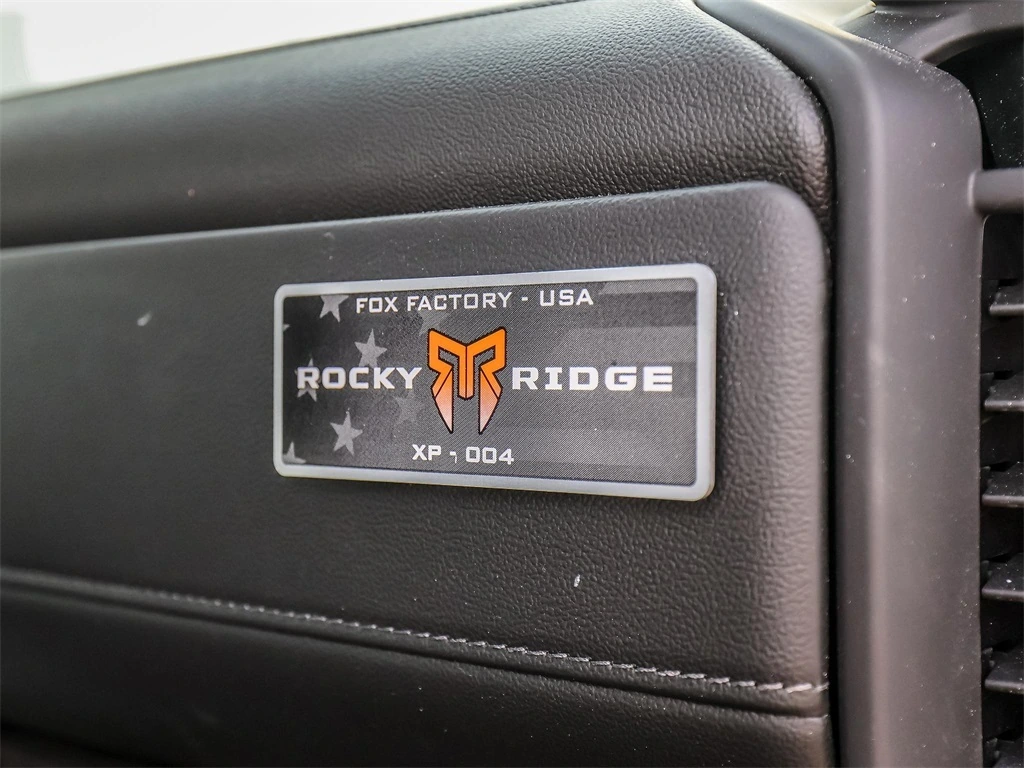 FOX FACTORY - USA
ROCKY RIDGE
XP - 004